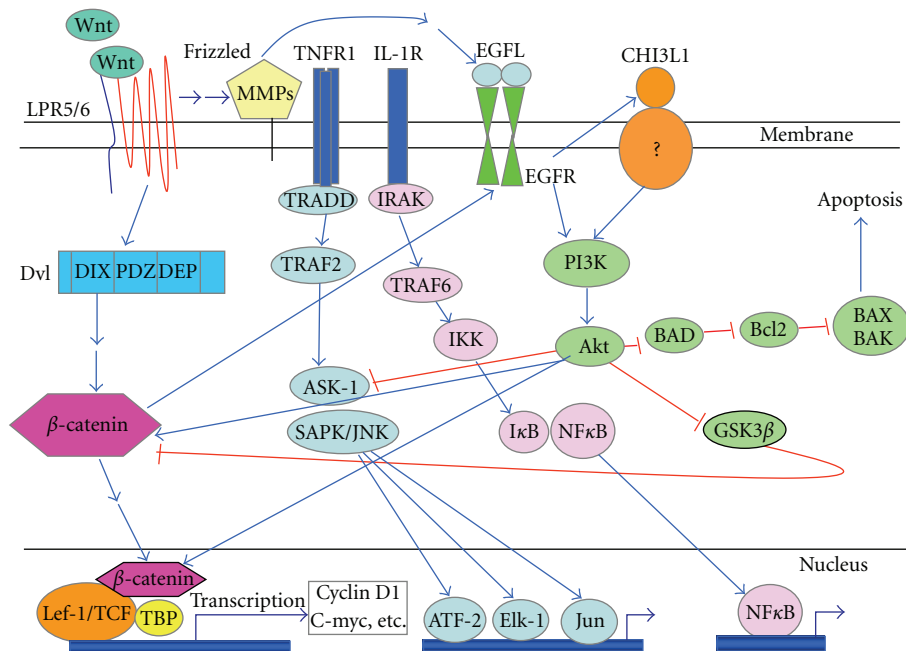 Wnt
Wnt
Frizzled
TNFR1
IL-1R
EGFL
CHI3L1
MMPs
LPR5/6
Membrane
?
EGFR
TRADD
IRAK
Apoptosis
Dvl
DIX
PDZ
DEP
TRAF2
TRAF6
PI3K
IKK
Akt
BAD
Bcl2
BAX
BAK
ASK-1
β-catenin
SAPK/JNK
IκB
NFκB
GSK3β
Nucleus
β-catenin
Lef-1/TCF
TBP
Transcription
Cyclin D1
C-myc, etc.
ATF-2
Elk-1
Jun
NFκB